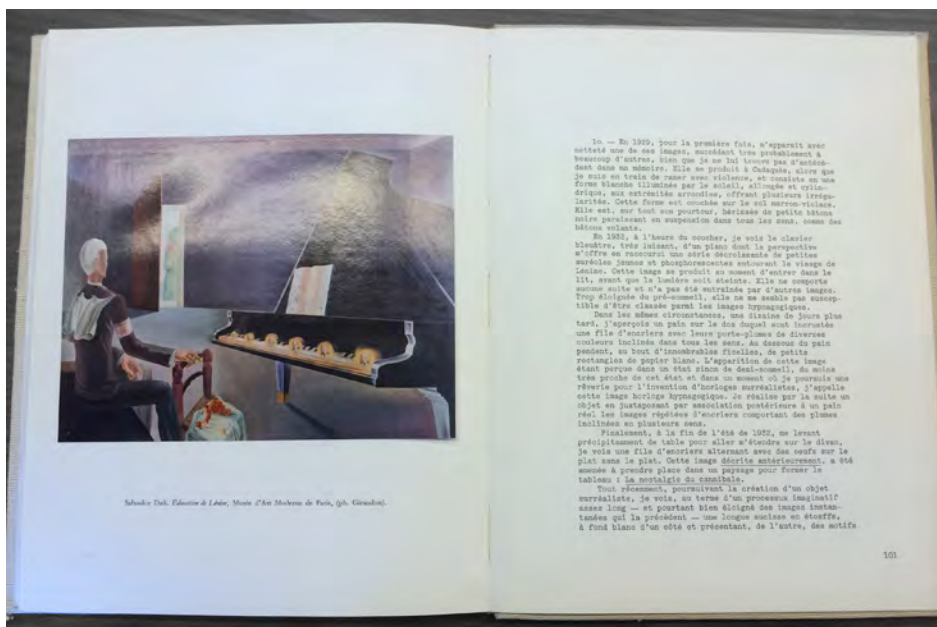 Salvador Dali. Évocation de Lénine, Musée d'Art Moderne de Paris, (ph. Giraudon).
1o. — En 1929, pour la première fois, m'apparaît avec
netteté une de ces images, succédant très probablement à
beaucoup d'autres, bien que je ne lui trouve pas d'antécé-
dent dans ma mémoire. Elle se produit à Cadaquès, alors que
je suis en train de ramer avec violence, et consiste en une
forme blanche illuminée par le soleil, allongée et cylin-
drique, aux extrémités arrondies, offrant plusieurs irrégu-
larités. Cette forme est couchée sur le sol marron-violacé.
Elle est, sur tout son pourtour, hérissée de petits bâtons
noirs paraissant en suspension dans tous les sens, comme des
bâtons volants.
En 1932, à l'heure du coucher, je vois le clavier
bleuâtre, très luisant, d'un piano dont la perspective
m'offre en raccourci une série décroissante de petites
auréoles jaunes et phosphorescentes entourant le visage de
Lénine. Cette image se produit au moment d'entrer dans le
lit, avant que la lumière soit éteinte. Elle ne comporte
aucune suite et n'a pas été entraînée par d'autres images.
Trop éloignée du pré-sommeil, elle ne me semble pas suscep-
tible d'être classée parmi les images hypnagogiques.
Dans les mêmes circonstances, une dizaine de jours plus
tard, j'aperçois un pain sur le dos duquel sont incrustés
une file d'encriers avec leurs porte-plumes de diverses
couleurs inclinés dans tous les sens. Au dessous du pain
pendent, au bout d'innombrables ficelles, de petits
rectangles de papier blanc. L'apparition de cette image
étant perçue dans un état sinon de demi-sommeil, du moins
très proche de cet état et dans un moment où je poursuis une
rêverie pour l'invention d'horloges surréalistes, j'appelle
cette image horloge hypnagogique. Je réalise par la suite un
objet en juxtaposant par association postérieure à un pain
réel les images répétées d'encriers comportant des plumes
inclinées en plusieurs sens.
Finalement, à la fin de l'été de 1932, me levant
précipitamment de table pour aller m'étendre sur le divan,
je vois une file d'encriers alternant avec des oeufs sur le
plat sans le plat. Cette image décrite antérieurement, a été
amenée à prendre place dans un paysage pour former le
tableau : La nostalgie du cannibale.
Tout récemment, poursuivant la création d'un objet
surréaliste, je vois, au terme d'un processus imaginatif
assez long — et pourtant bien éloigné des images instan-
tanées qui la précèdent — une longue saucisse en étoffe,
à fond blanc d'un côté et présentant, de l'autre, des motifs
101